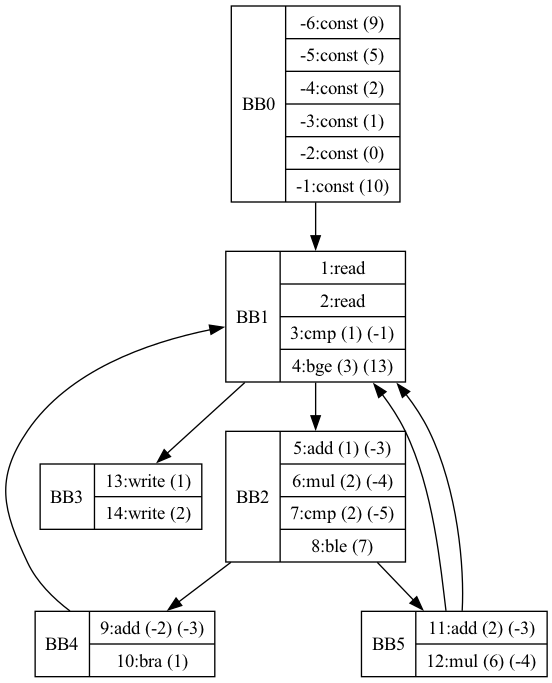 BB0
-6:const (9)
-5:const (5)
-4:const (2)
-3:const (1)
-2:const (0)
-1:const (10)
BB1
1:read
2:read
3:cmp (1) (-1)
4:bge (3) (13)
BB3
13:write (1)
14:write (2)
BB2
5:add (1) (-3)
6:mul (2) (-4)
7:cmp (2) (-5)
8:ble (7)
BB4
9:add (-2) (-3)
10:bra (1)
BB5
11:add (2) (-3)
12:mul (6) (-4)